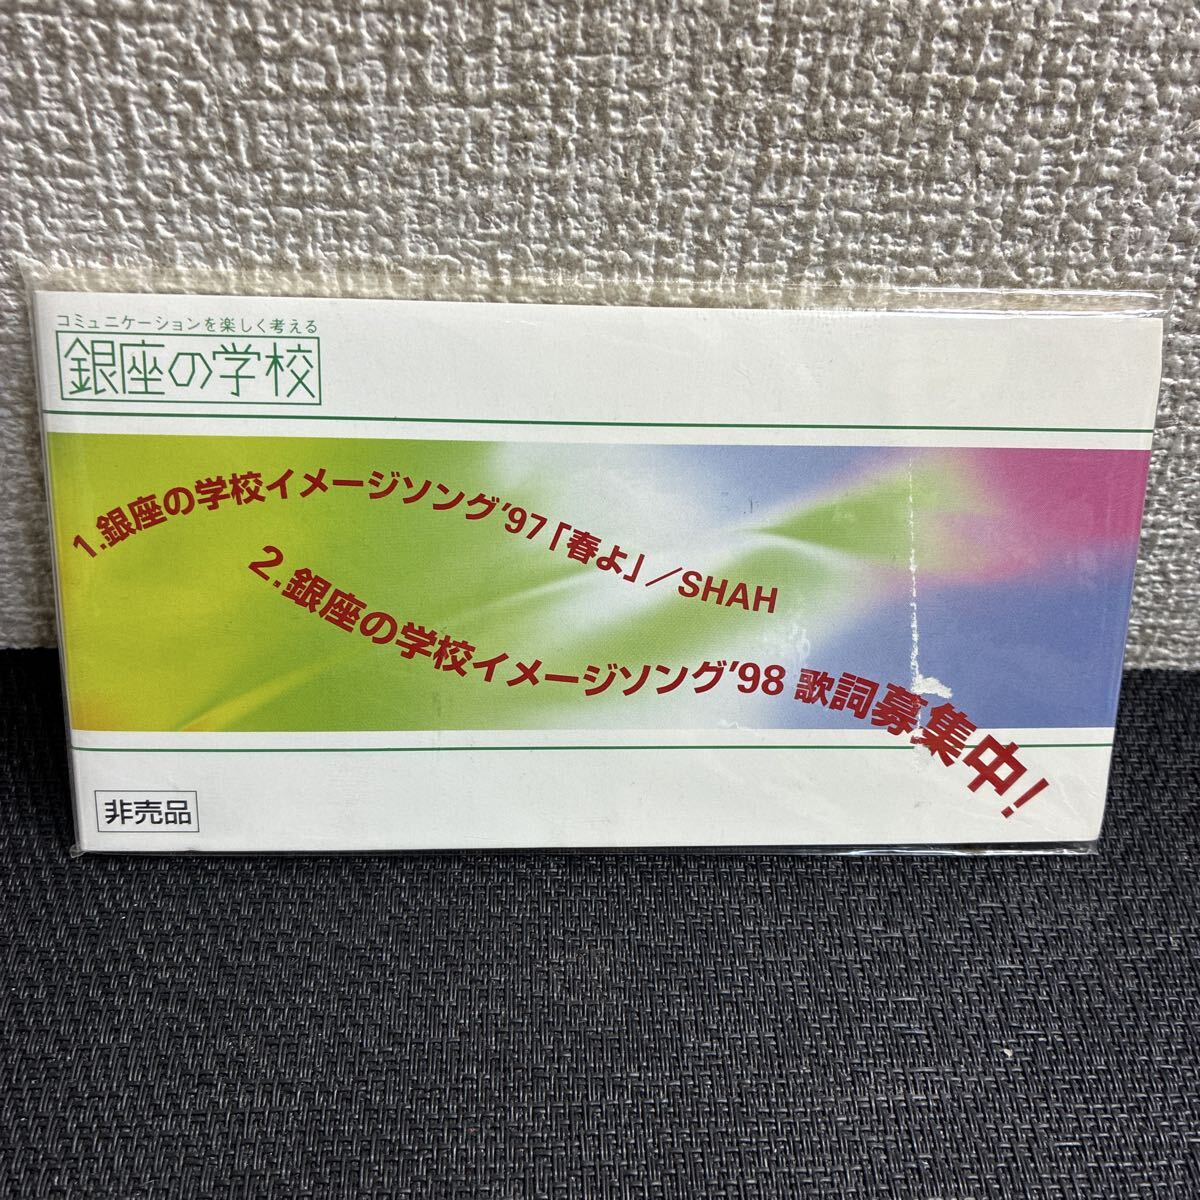 コミュニケーションを楽しく考える
銀座の学校
1.銀座の学校イメージソング'97「春よ」／SHAH
2.銀座の学校イメージソング'98 歌詞募集中!
非売品